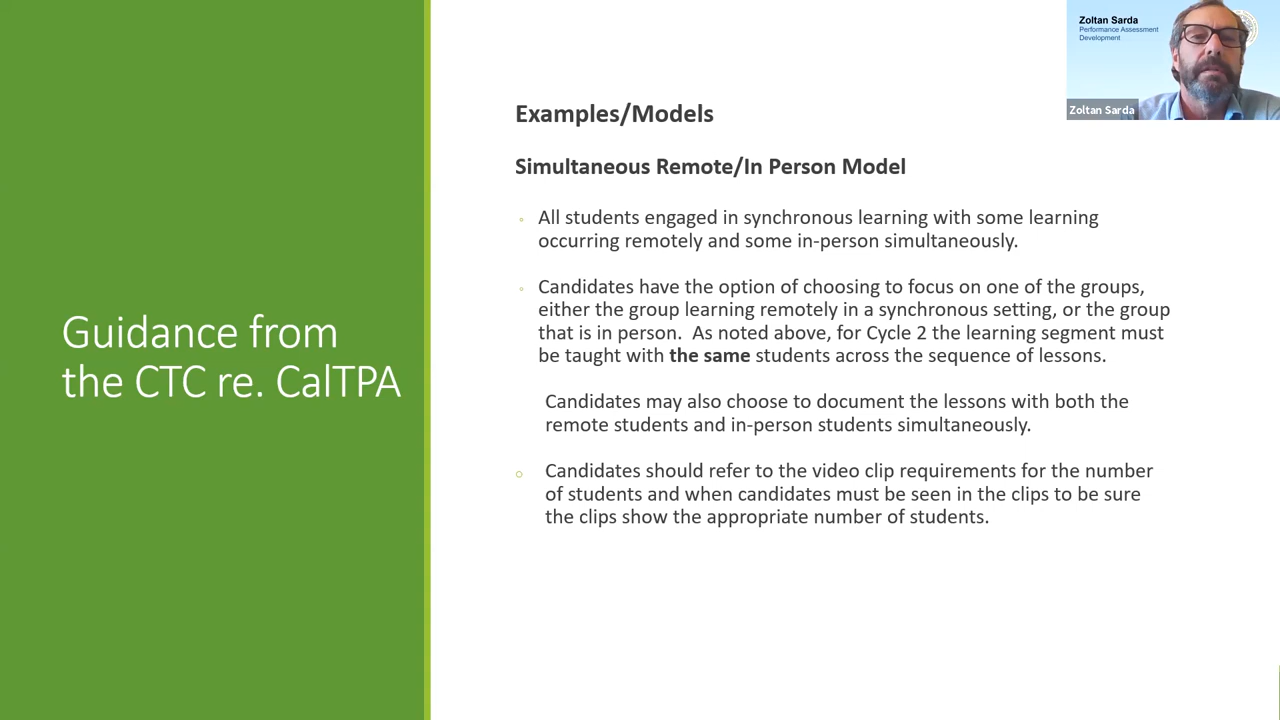 Zoltan Sarda
Performance Assessment
Development
Zoltan Sarda
Guidance from
the CTC re. CalTPA
Examples/Models
Simultaneous Remote/In Person Model
All students engaged in synchronous learning with some learning
occurring remotely and some in-person simultaneously.
Candidates have the option of choosing to focus on one of the groups,
either the group learning remotely in a synchronous setting, or the group
that is in person.  As noted above, for Cycle 2 the learning segment must
be taught with the same students across the sequence of lessons.
Candidates may also choose to document the lessons with both the
remote students and in-person students simultaneously.
Candidates should refer to the video clip requirements for the number
of students and when candidates must be seen in the clips to be sure
the clips show the appropriate number of students.